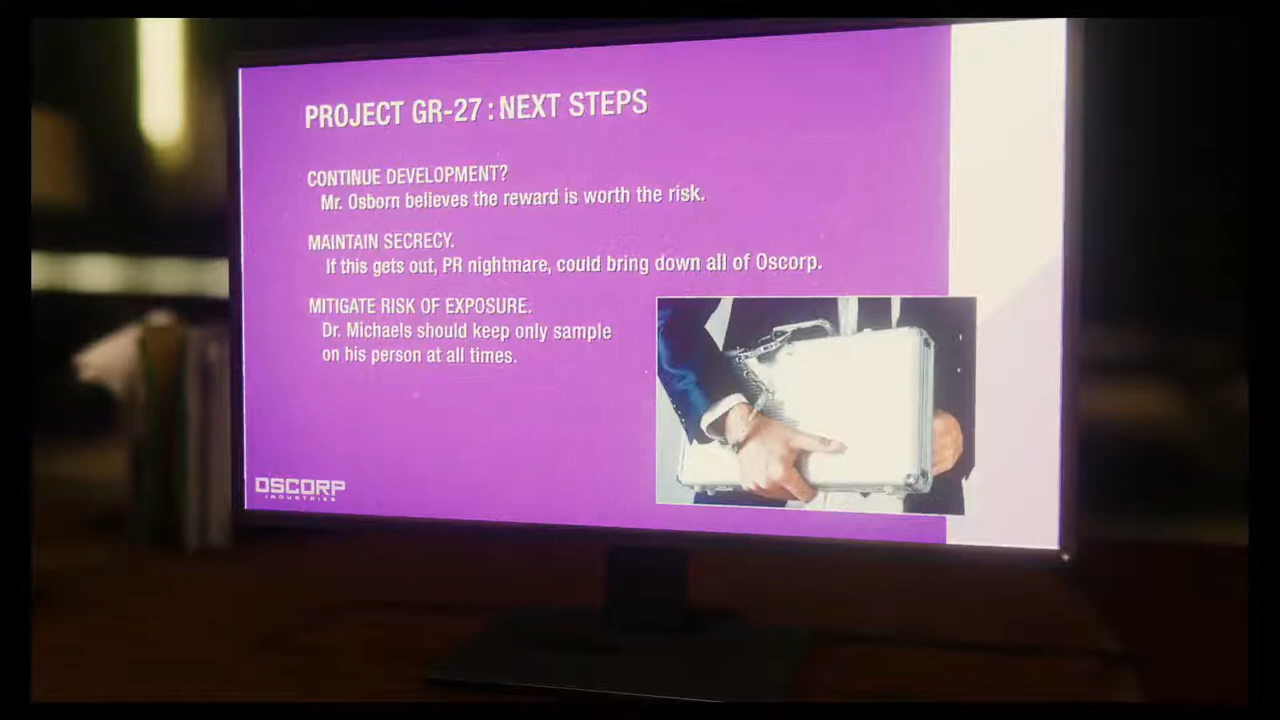 PROJECT GR-27 : NEXT STEPS
CONTINUE DEVELOPMENT?
Mr. Osborn believes the reward is worth the risk.
MAINTAIN SECRECY.
If this gets out, PR nightmare, could bring down all of Oscorp.
MITIGATE RISK OF EXPOSURE.
Dr. Michaels should keep only sample
on his person at all times.
OSCORP
INDUSTRIES